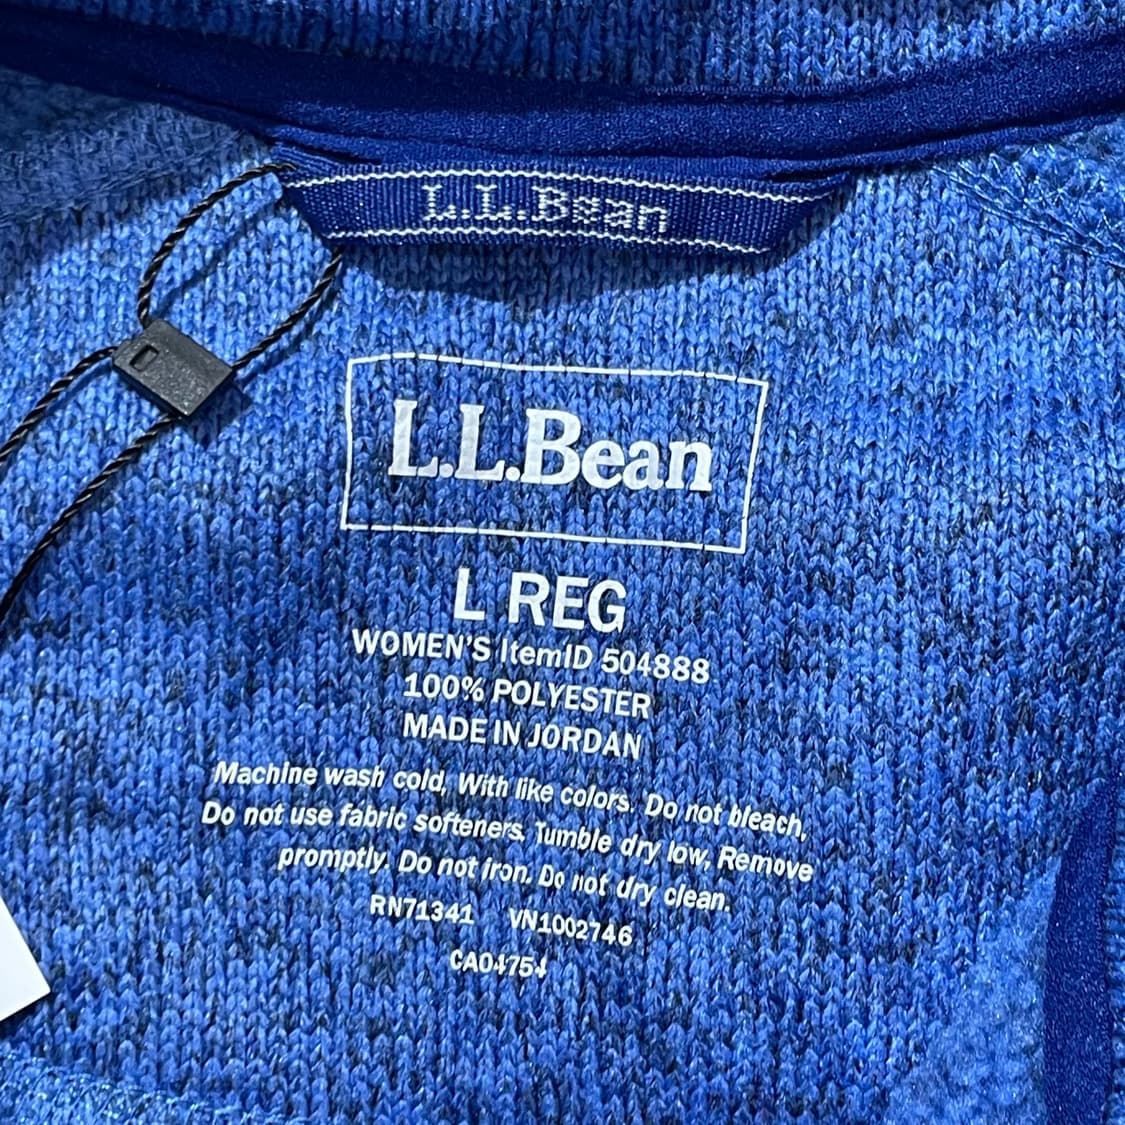 L.L.Bean
L.L.Bean
L REG
WOMEN'S ItemID 504888
100% POLYESTER
MADE IN JORDAN
Machine wash cold, With like colors. Do not bleach,
Do not use fabric softeners. Tumble dry low, Remove
promptly. Do not iron. Do not dry clean.
RN71341 VN1002746
CA04754